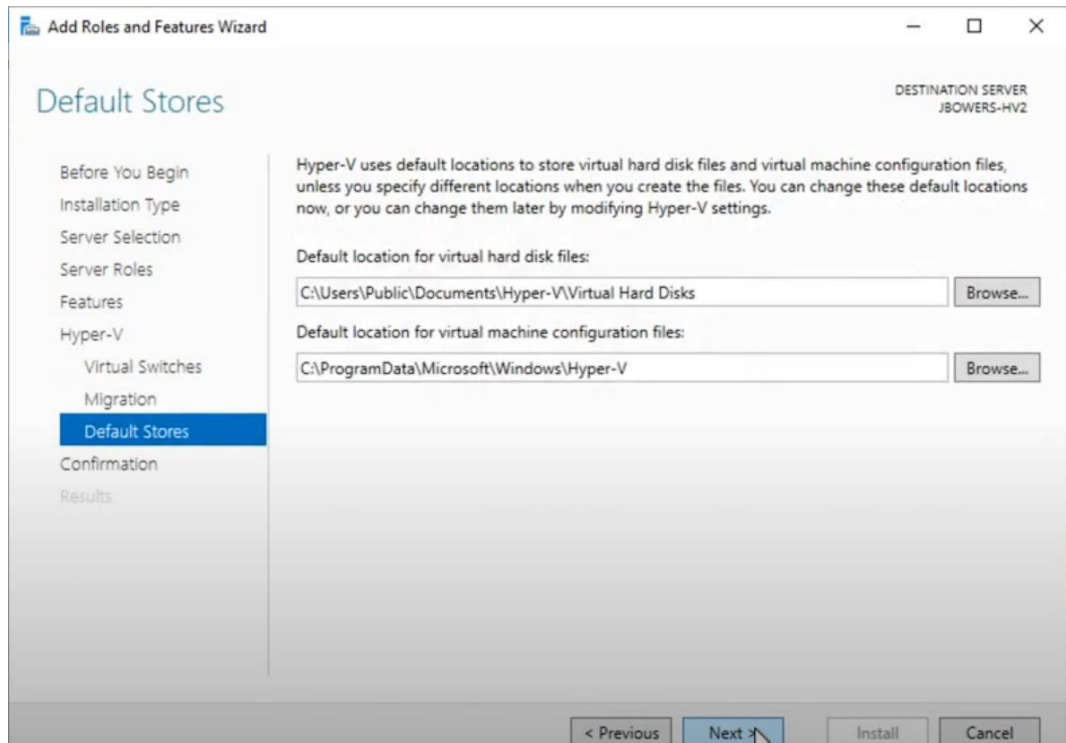 Add Roles and Features Wizard
Default Stores
DESTINATION SERVER
JBOWERS-HV2
Before You Begin
Installation Type
Server Selection
Server Roles
Features
Hyper-V
Virtual Switches
Migration
Default Stores
Confirmation
Results
Hyper-V uses default locations to store virtual hard disk files and virtual machine configuration files,
unless you specify different locations when you create the files. You can change these default locations
now, or you can change them later by modifying Hyper-V settings.
Default location for virtual hard disk files:
C:\Users\Public\Documents\Hyper-V\Virtual Hard Disks
Browse...
Default location for virtual machine configuration files:
C:\ProgramData\Microsoft\Windows\Hyper-V
Browse...
< Previous
Next >
Install
Cancel